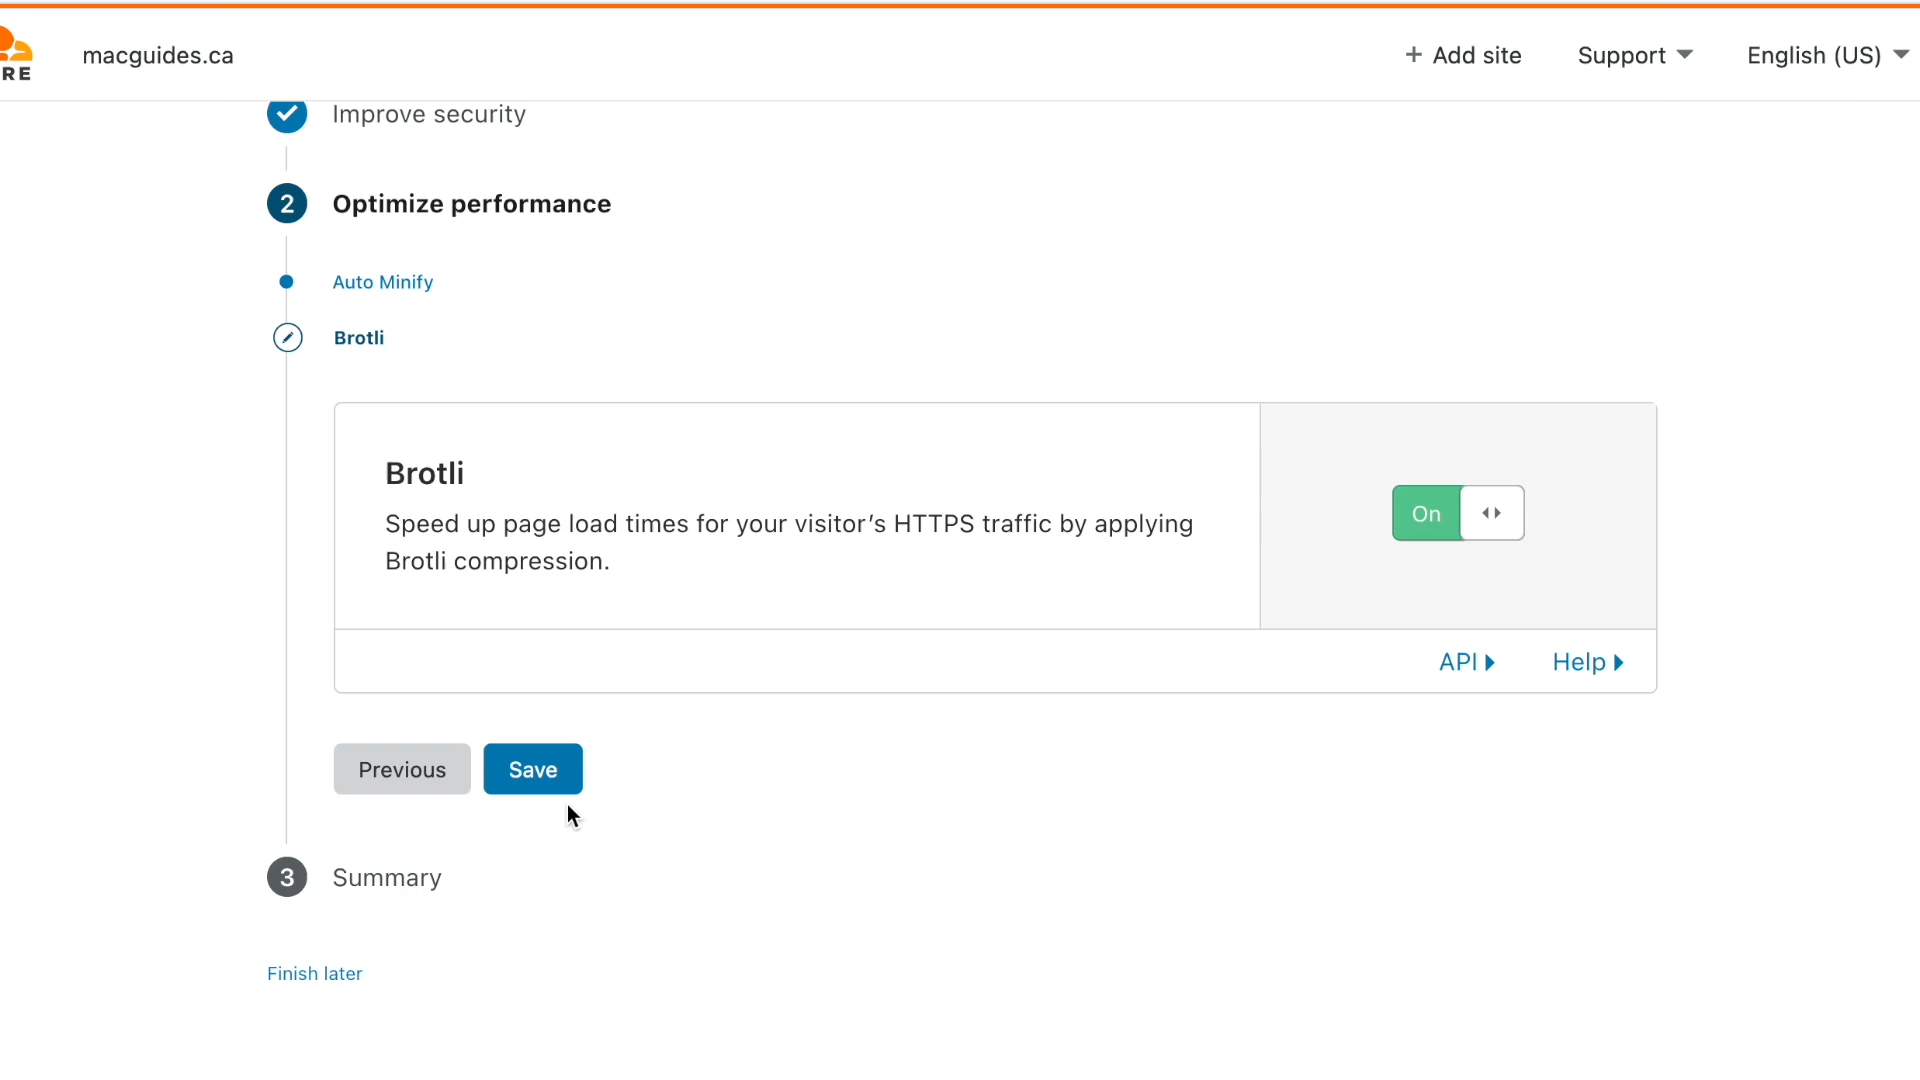 RE
macguides.ca
+ Add site
Support
English (US)
Improve security
2
Optimize performance
Auto Minify
Brotli
Brotli
Speed up page load times for your visitor's HTTPS traffic by applying
Brotli compression.
On
API
Help
Previous
Save
3
Summary
Finish later